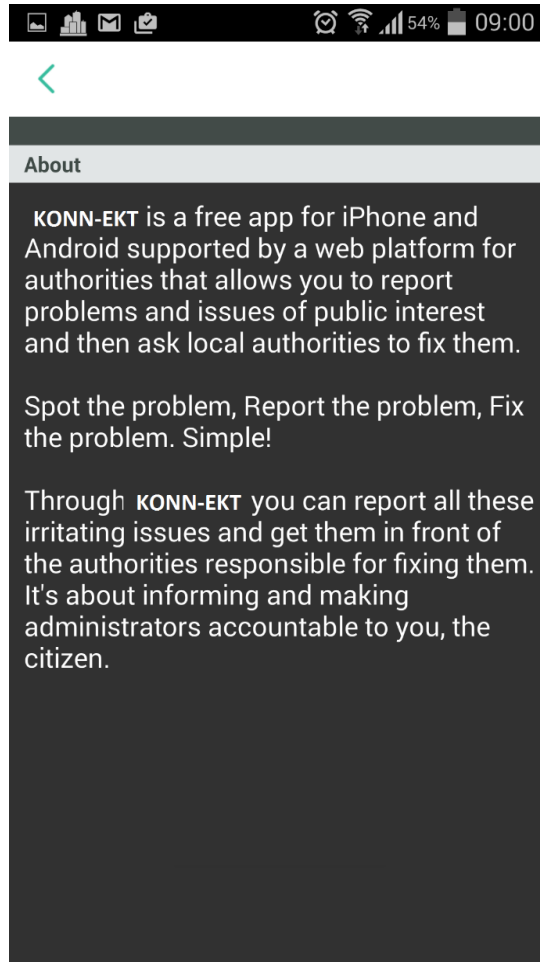 54% 09:00
About
KONN-EKT is a free app for iPhone and
Android supported by a web platform for
authorities that allows you to report
problems and issues of public interest
and then ask local authorities to fix them.
Spot the problem, Report the problem, Fix
the problem. Simple!
Through KONN-EKT you can report all these
irritating issues and get them in front of
the authorities responsible for fixing them.
It's about informing and making
administrators accountable to you, the
citizen.